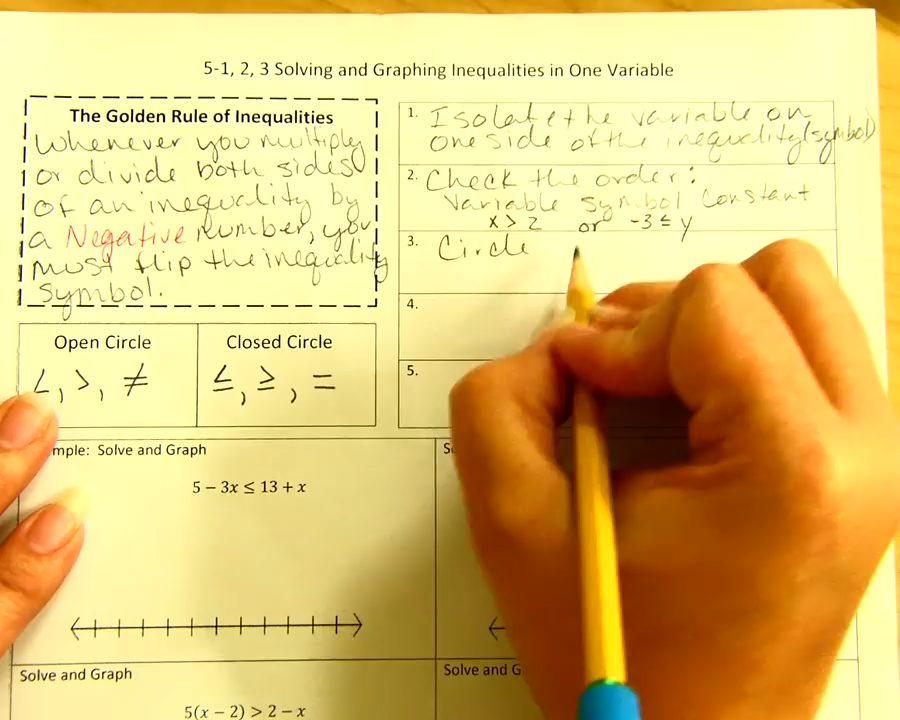 5-1, 2, 3 Solving and Graphing Inequalities in One Variable
The Golden Rule of Inequalities
Whenever you multiply
or divide both sides
of an inequality by
a Negative number, you
must flip the inequality
symbol.
Open Circle
<, >, ≠
Closed Circle
≤, ≥, =
1. Isolate the variable on
one side of the inequality (symbol)
2. Check the order:
Variable symbol constant
x > 2 or -3 ≤ y
3. Circle
4.
5.
mple: Solve and Graph
5 − 3x ≤ 13 + x
Solve and Graph
5(x − 2) > 2 − x
Solve and G